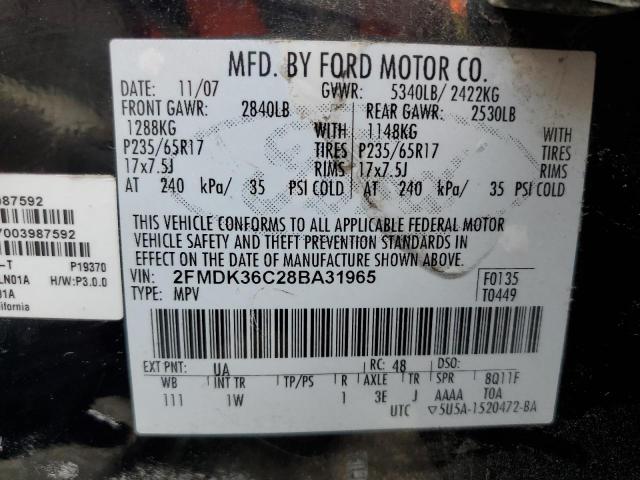 MFD. BY FORD MOTOR CO.
DATE: 11/07 GVWR: 5340LB/ 2422KG
FRONT GAWR: 2840LB REAR GAWR: 2530LB
1288KG WITH 1148KG WITH
P235/65R17 TIRES P235/65R17 TIRES
17x7.5J RIMS 17x7.5J RIMS
AT 240 kPa/ 35 PSI COLD AT 240 kPa/ 35 PSI COLD
THIS VEHICLE CONFORMS TO ALL APPLICABLE FEDERAL MOTOR
VEHICLE SAFETY AND THEFT PREVENTION STANDARDS IN
EFFECT ON THE DATE OF MANUFACTURE SHOWN ABOVE.
VIN: 2FMDK36C28BA31965 F0135
TYPE: MPV T0449
EXT PNT: UA RC: 48 DSO:
WB INT TR TP/PS R AXLE TR SPR 8Q11F
111 1W 1 3E J AAAA T0A
UTC ▽5U5A-1520472-BA
87592
7003987592
-T P19370
LN01A H/W:P3.0.0
01A
ifornia